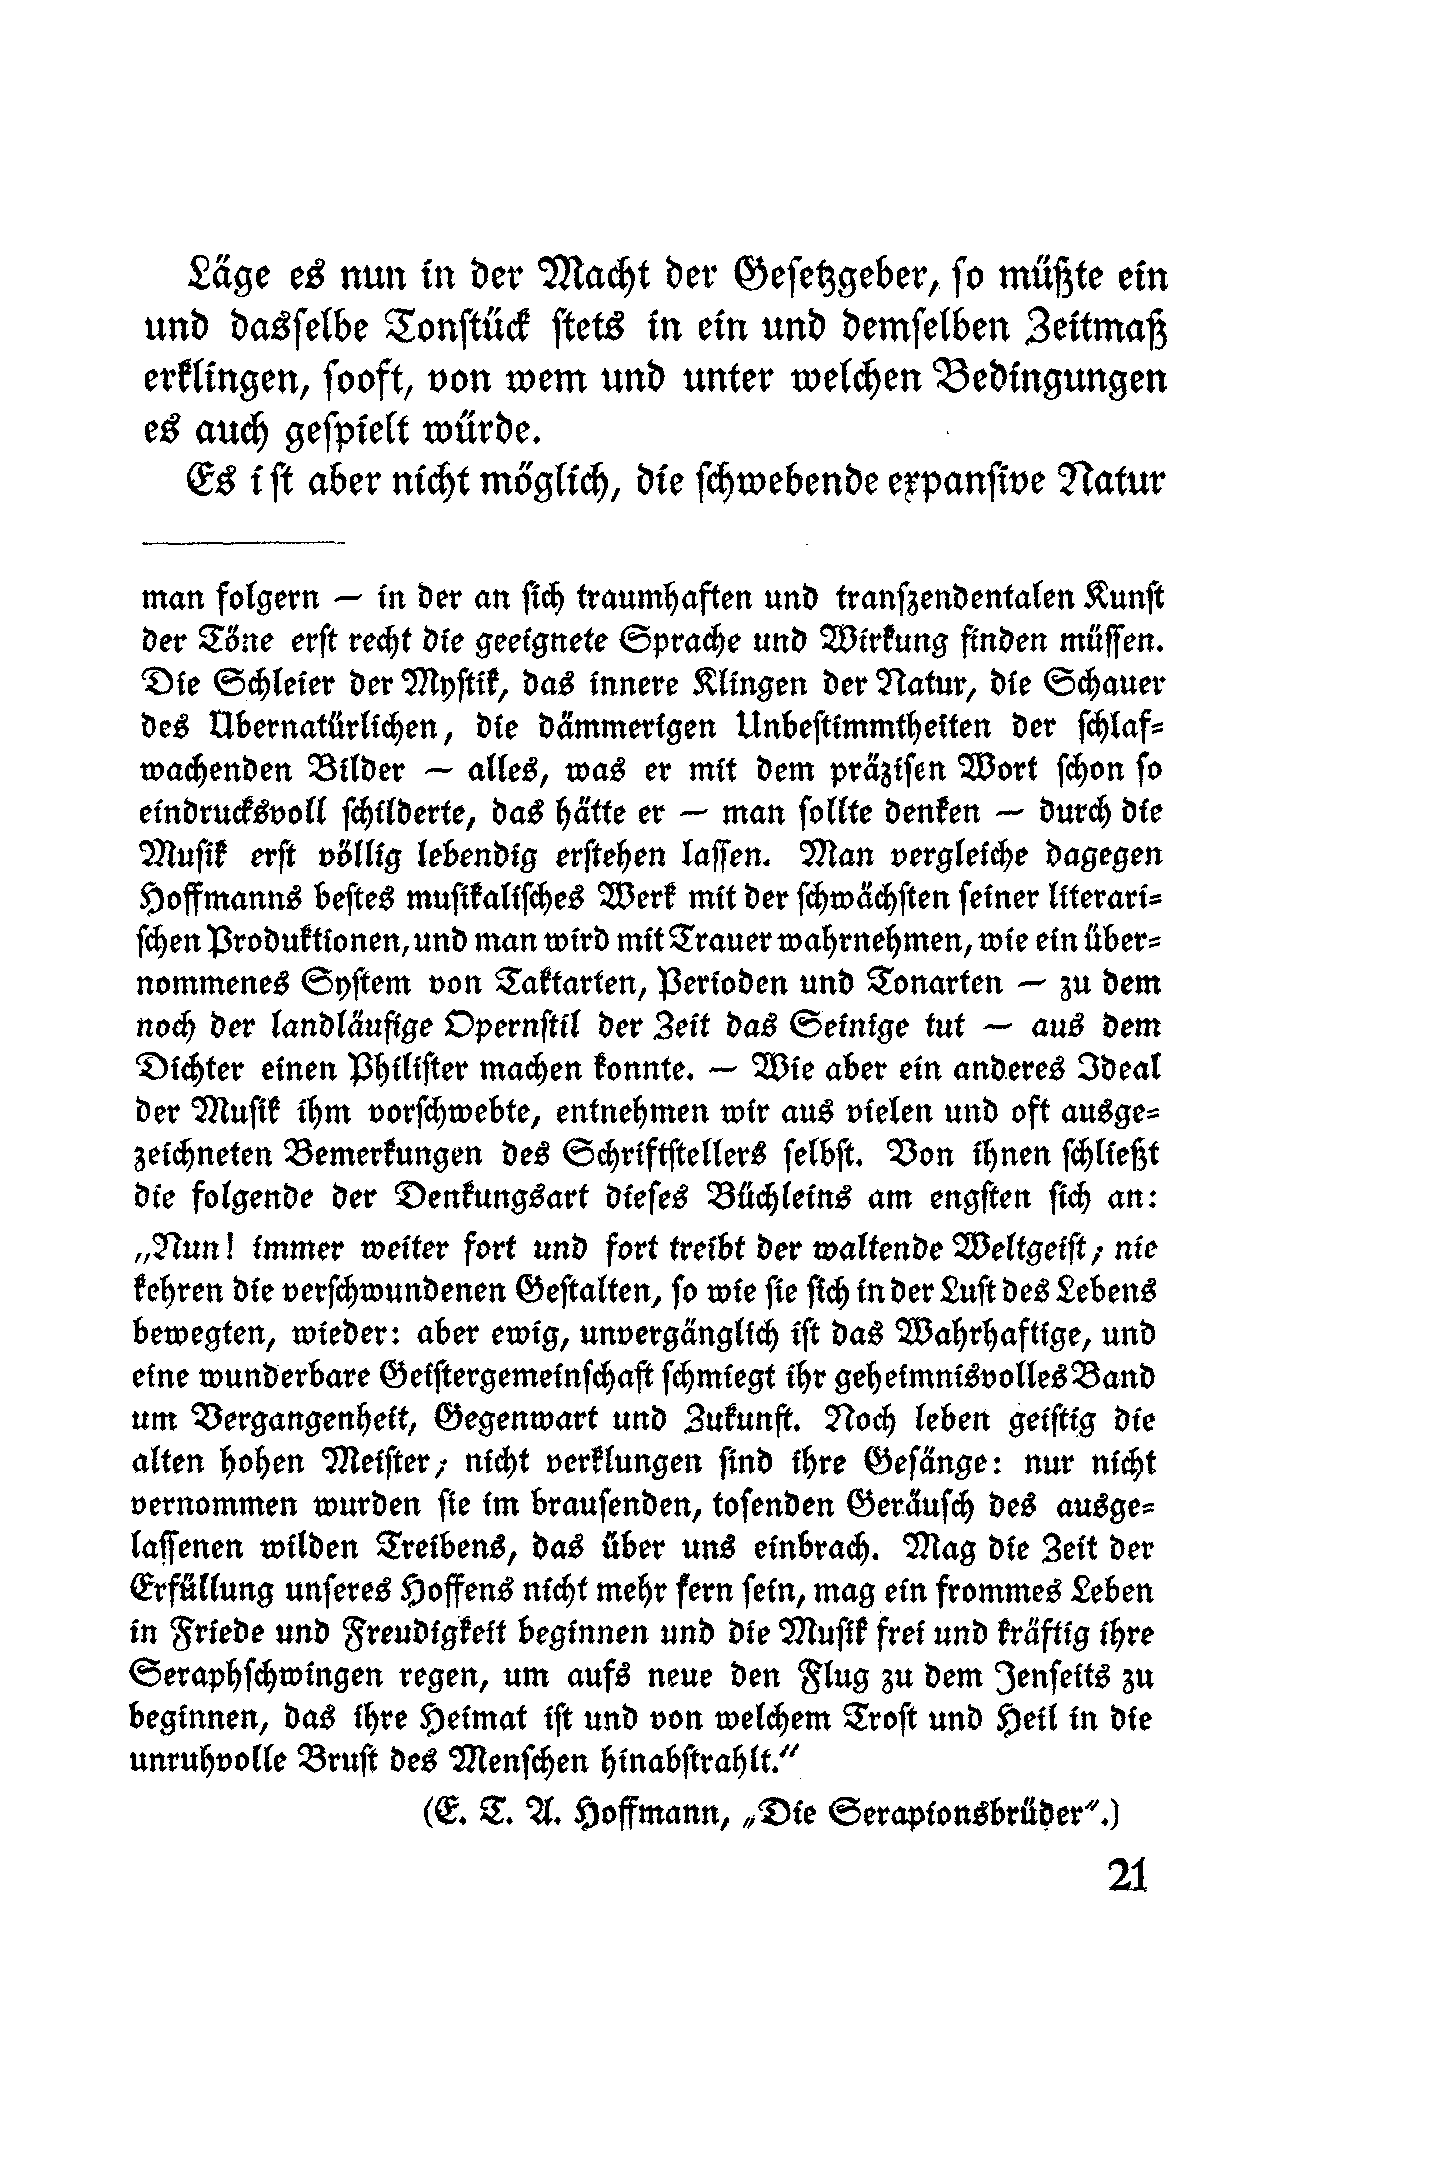 Läge es nun in der Macht der Gesetzgeber, so müßte ein
und dasselbe Tonstück stets in ein und demselben Zeitmaß
erklingen, sooft, von wem und unter welchen Bedingungen
es auch gespielt würde.
Es ist aber nicht möglich, die schwebende expansive Natur
man folgern — in der an sich traumhaften und transzendentalen Kunst
der Töne erst recht die geeignete Sprache und Wirkung finden müssen.
Die Schleier der Mystik, das innere Klingen der Natur, die Schauer
des Übernatürlichen, die dämmerigen Unbestimmtheiten der schlaf-
wachenden Bilder — alles, was er mit dem präzisen Wort schon so
eindrucksvoll schilderte, das hätte er — man sollte denken — durch die
Musik erst völlig lebendig erstehen lassen. Man vergleiche dagegen
Hoffmanns bestes musikalisches Werk mit der schwächsten seiner literari-
schen Produktionen, und man wird mit Trauer wahrnehmen, wie ein über-
nommenes System von Taktarten, Perioden und Tonarten — zu dem
noch der landläufige Opernstil der Zeit das Seinige tut — aus dem
Dichter einen Philister machen konnte. — Wie aber ein anderes Ideal
der Musik ihm vorschwebte, entnehmen wir aus vielen und oft ausge-
zeichneten Bemerkungen des Schriftstellers selbst. Von ihnen schließt
die folgende der Denkungsart dieses Büchleins am engsten sich an:
„Nun! immer weiter fort und fort treibt der waltende Weltgeist; nie
kehren die verschwundenen Gestalten, so wie sie sich in der Lust des Lebens
bewegten, wieder: aber ewig, unvergänglich ist das Wahrhaftige, und
eine wunderbare Geistergemeinschaft schmiegt ihr geheimnisvolles Band
um Vergangenheit, Gegenwart und Zukunft. Noch leben geistig die
alten hohen Meister; nicht verklungen sind ihre Gesänge: nur nicht
vernommen wurden sie im brausenden, tosenden Geräusch des ausge-
lassenen wilden Treibens, das über uns einbrach. Mag die Zeit der
Erfüllung unseres Hoffens nicht mehr fern sein, mag ein frommes Leben
in Friede und Freudigkeit beginnen und die Musik frei und kräftig ihre
Seraphschwingen regen, um aufs neue den Flug zu dem Jenseits zu
beginnen, das ihre Heimat ist und von welchem Trost und Heil in die
unruhvolle Brust des Menschen hinabstrahlt.“
(E. T. A. Hoffmann, „Die Serapionsbrüder“.)
21